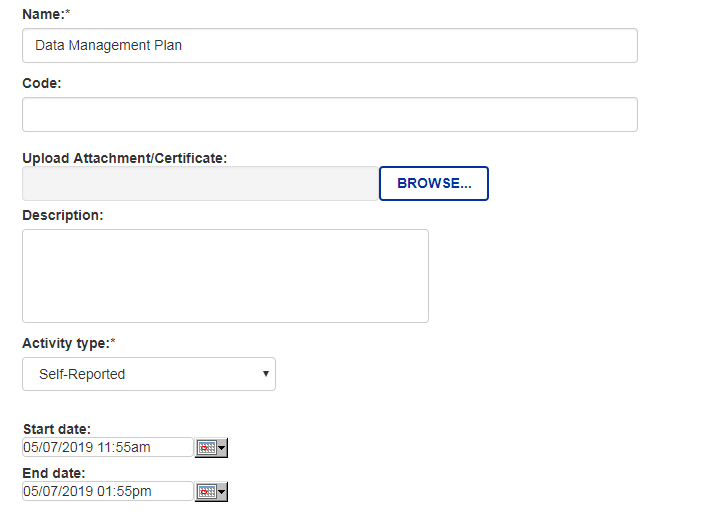 Name:*
Data Management Plan
Code:
Upload Attachment/Certificate:
BROWSE...
Description:
Activity type:*
Self-Reported
Start date:
05/07/2019 11:55am
End date:
05/07/2019 01:55pm